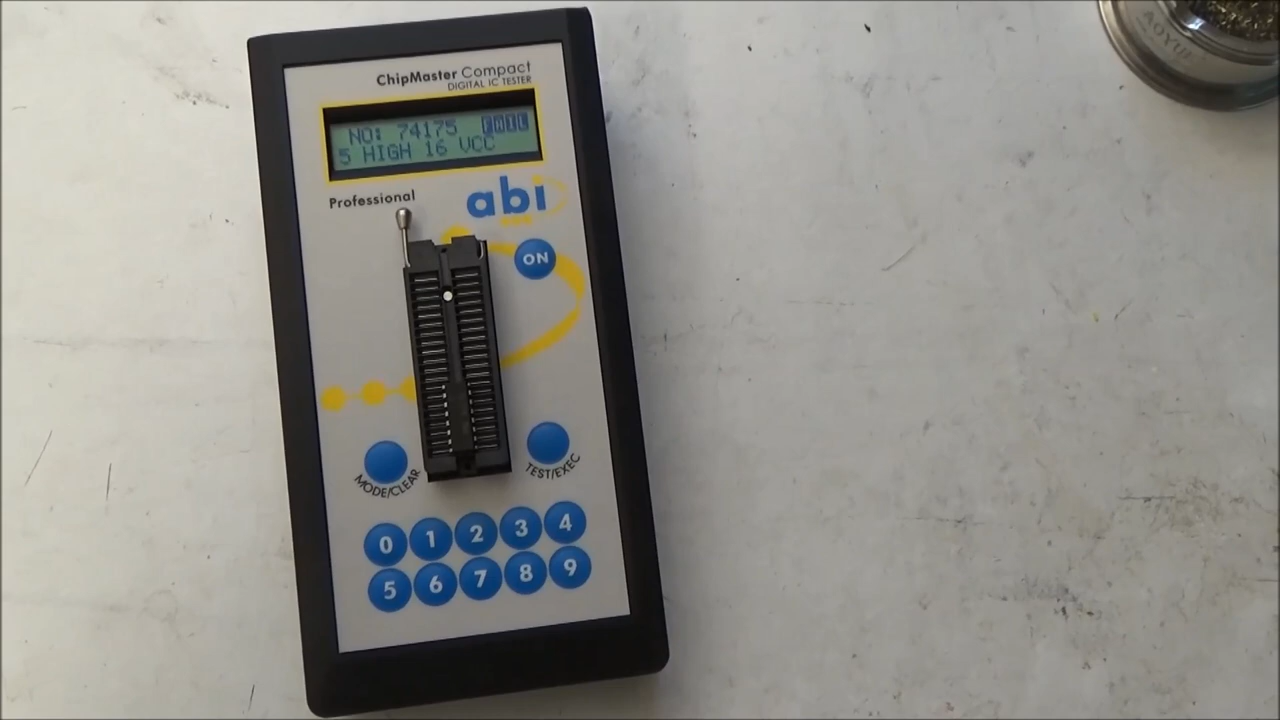 ChipMaster Compact
DIGITAL IC TESTER
NO: 74175 FAIL
5 HIGH 16 VCC
Professional
abi
ON
MODE/CLEAR
TEST/EXEC
0 1 2 3 4
5 6 7 8 9
AOYUE